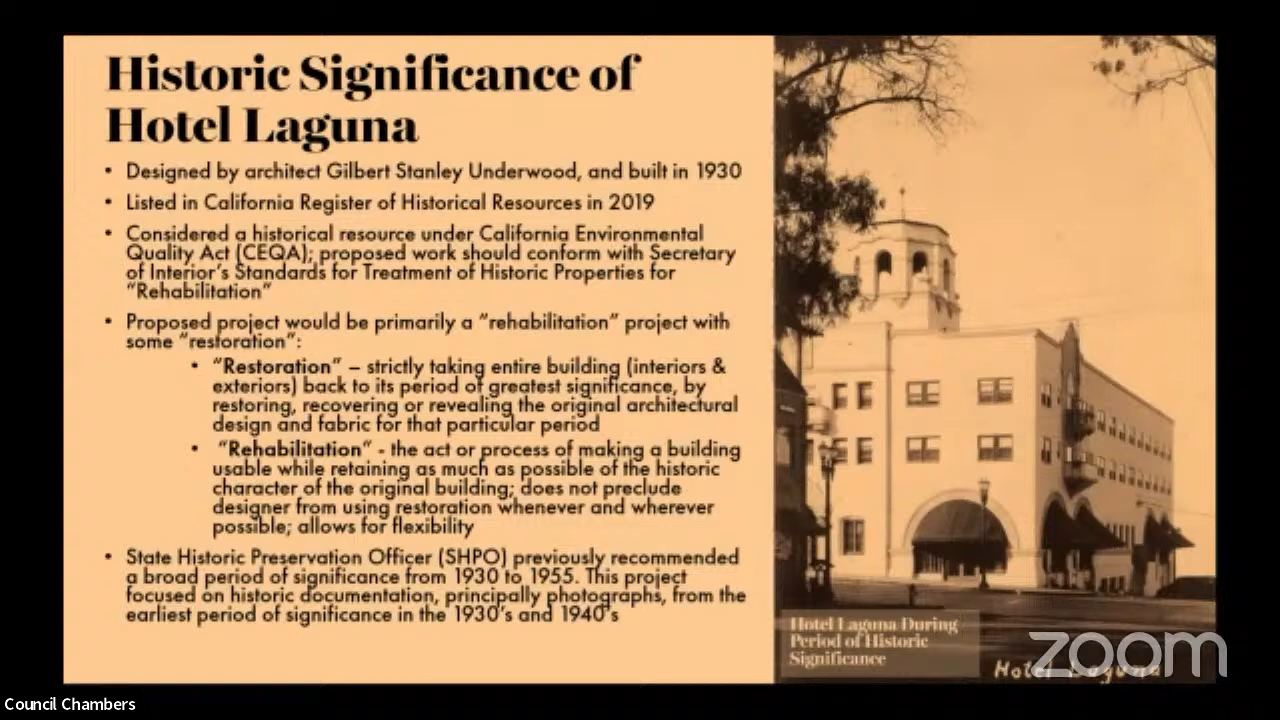 Historic Significance of
Hotel Laguna
• Designed by architect Gilbert Stanley Underwood, and built in 1930
• Listed in California Register of Historical Resources in 2019
• Considered a historical resource under California Environmental
Quality Act (CEQA); proposed work should conform with Secretary
of Interior's Standards for Treatment of Historic Properties for
"Rehabilitation"
• Proposed project would be primarily a "rehabilitation" project with
some "restoration":
• "Restoration" – strictly taking entire building (interiors &
exteriors) back to its period of greatest significance, by
restoring, recovering or revealing the original architectural
design and fabric for that particular period
• "Rehabilitation" - the act or process of making a building
usable while retaining as much as possible of the historic
character of the original building; does not preclude
designer from using restoration whenever and wherever
possible; allows for flexibility
• State Historic Preservation Officer (SHPO) previously recommended
a broad period of significance from 1930 to 1955. This project
focused on historic documentation, principally photographs, from the
earliest period of significance in the 1930's and 1940's
Hotel Laguna During
Period of Historic
Significance
Hotel Laguna
zoom
Council Chambers